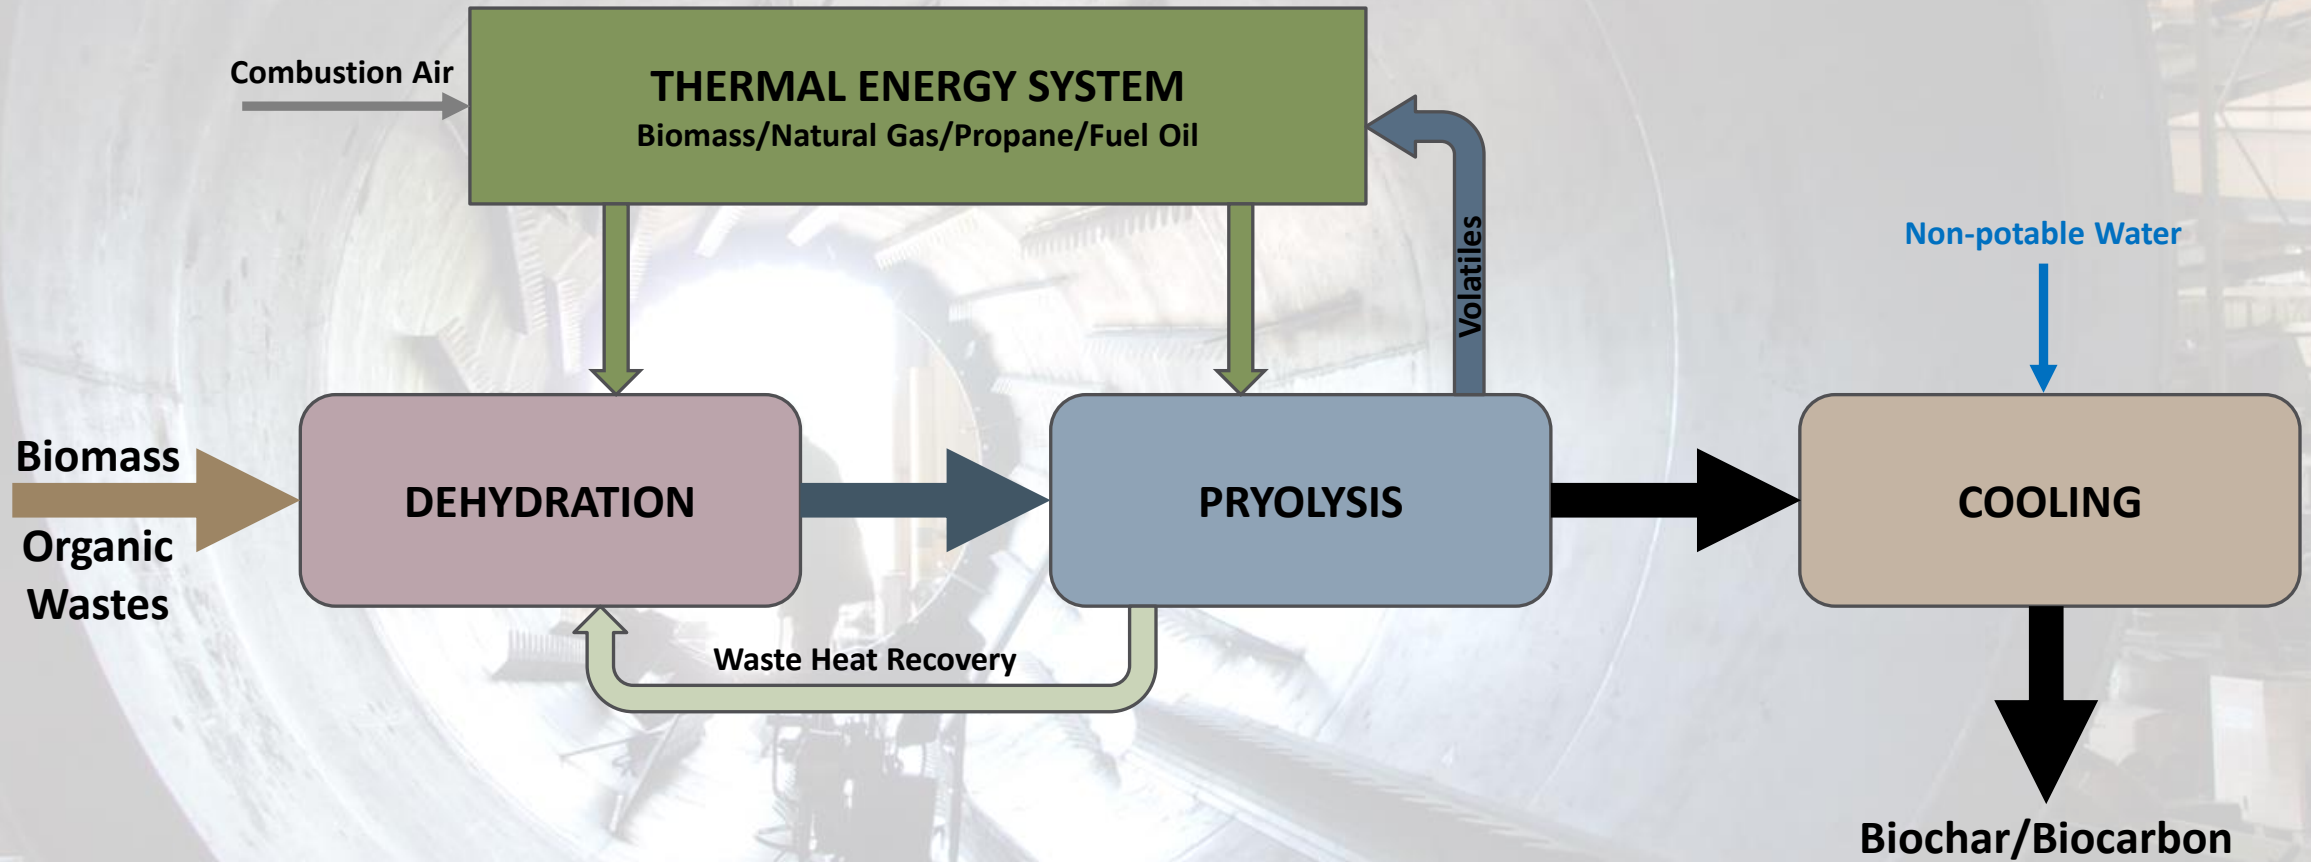 THERMAL ENERGY SYSTEM
Biomass/Natural Gas/Propane/Fuel Oil
Combustion Air
Volatiles
Non-potable Water
Biomass
Organic
Wastes
DEHYDRATION
PRYOLYSIS
COOLING
Waste Heat Recovery
Biochar/Biocarbon